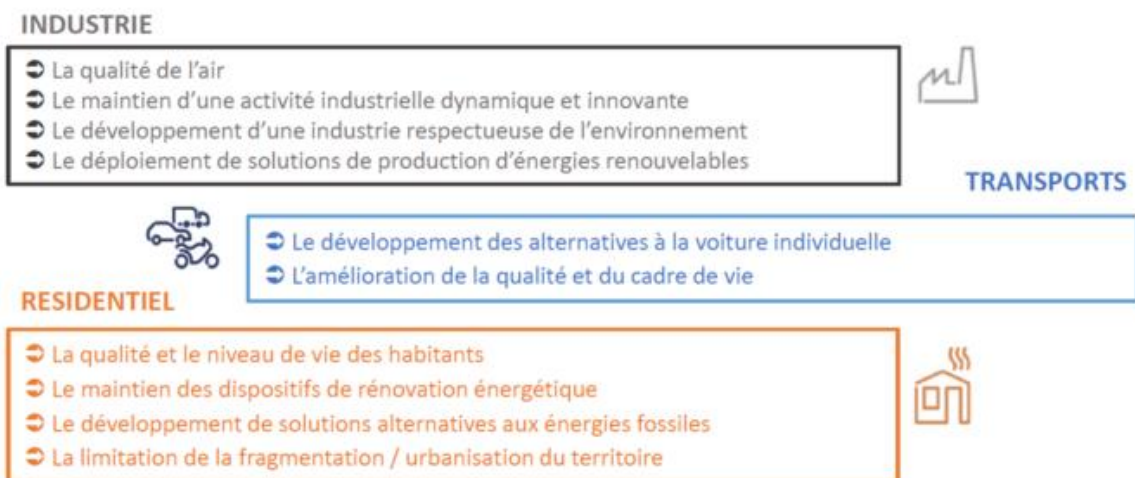 INDUSTRIE
➲ La qualité de l'air
➲ Le maintien d'une activité industrielle dynamique et innovante
➲ Le développement d'une industrie respectueuse de l'environnement
➲ Le déploiement de solutions de production d'énergies renouvelables
TRANSPORTS
➲ Le développement des alternatives à la voiture individuelle
➲ L'amélioration de la qualité et du cadre de vie
RESIDENTIEL
➲ La qualité et le niveau de vie des habitants
➲ Le maintien des dispositifs de rénovation énergétique
➲ Le développement de solutions alternatives aux énergies fossiles
➲ La limitation de la fragmentation / urbanisation du territoire